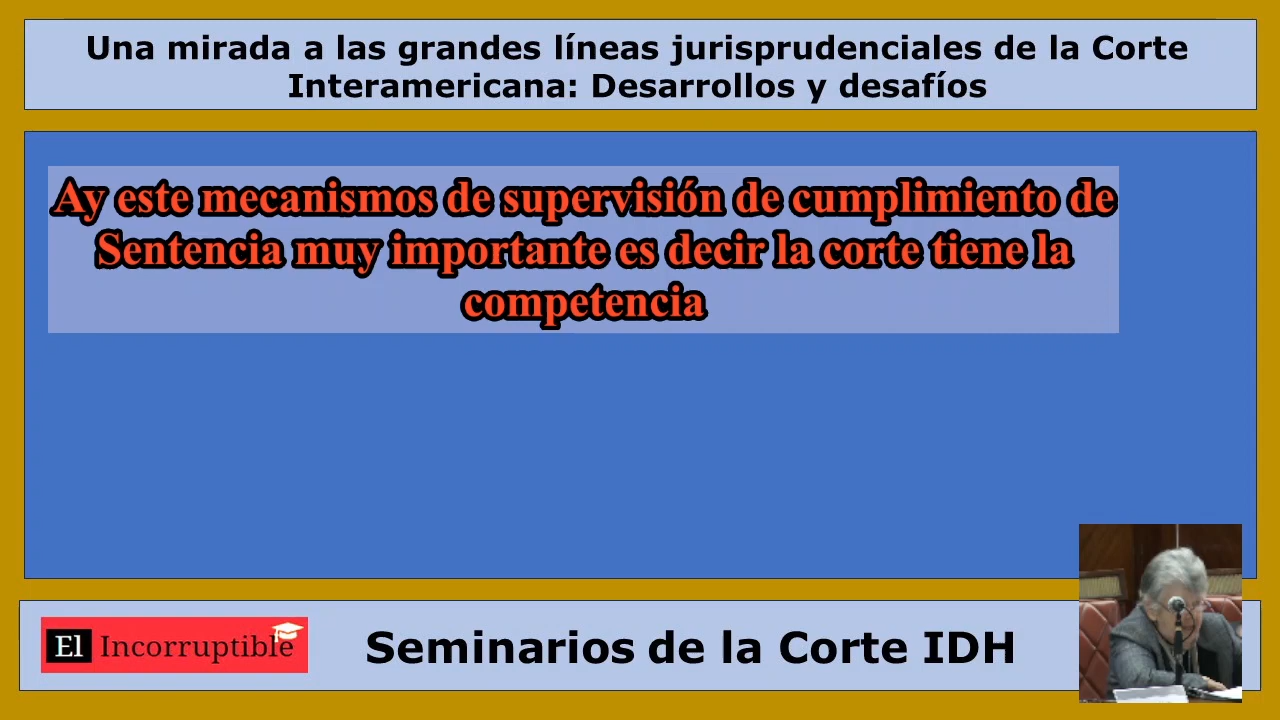 Una mirada a las grandes líneas jurisprudenciales de la Corte
Interamericana: Desarrollos y desafíos
Ay este mecanismos de supervisión de cumplimiento de
Sentencia muy importante es decir la corte tiene la
competencia
El Incorruptible
Seminarios de la Corte IDH